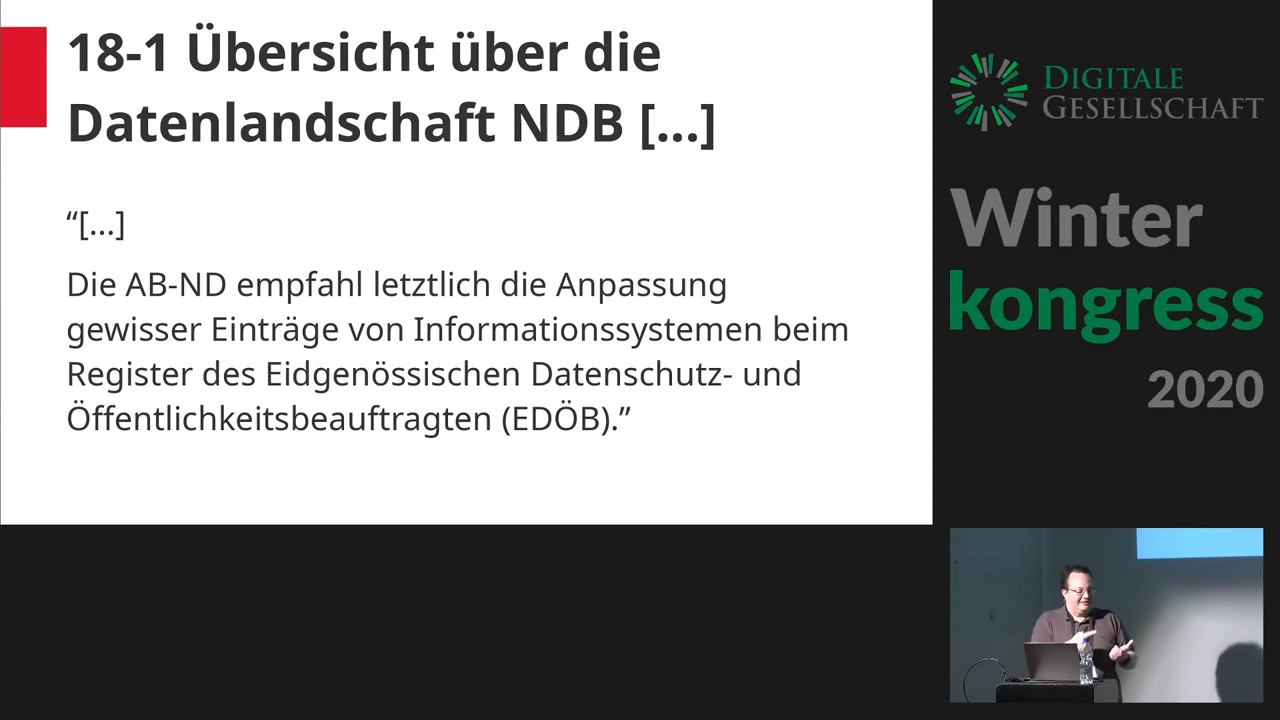 18-1 Übersicht über die
Datenlandschaft NDB [...]
“[...]
Die AB-ND empfahl letztlich die Anpassung
gewisser Einträge von Informationssystemen beim
Register des Eidgenössischen Datenschutz- und
Öffentlichkeitsbeauftragten (EDÖB).”
DIGITALE
GESELLSCHAFT
Winter
kongress
2020